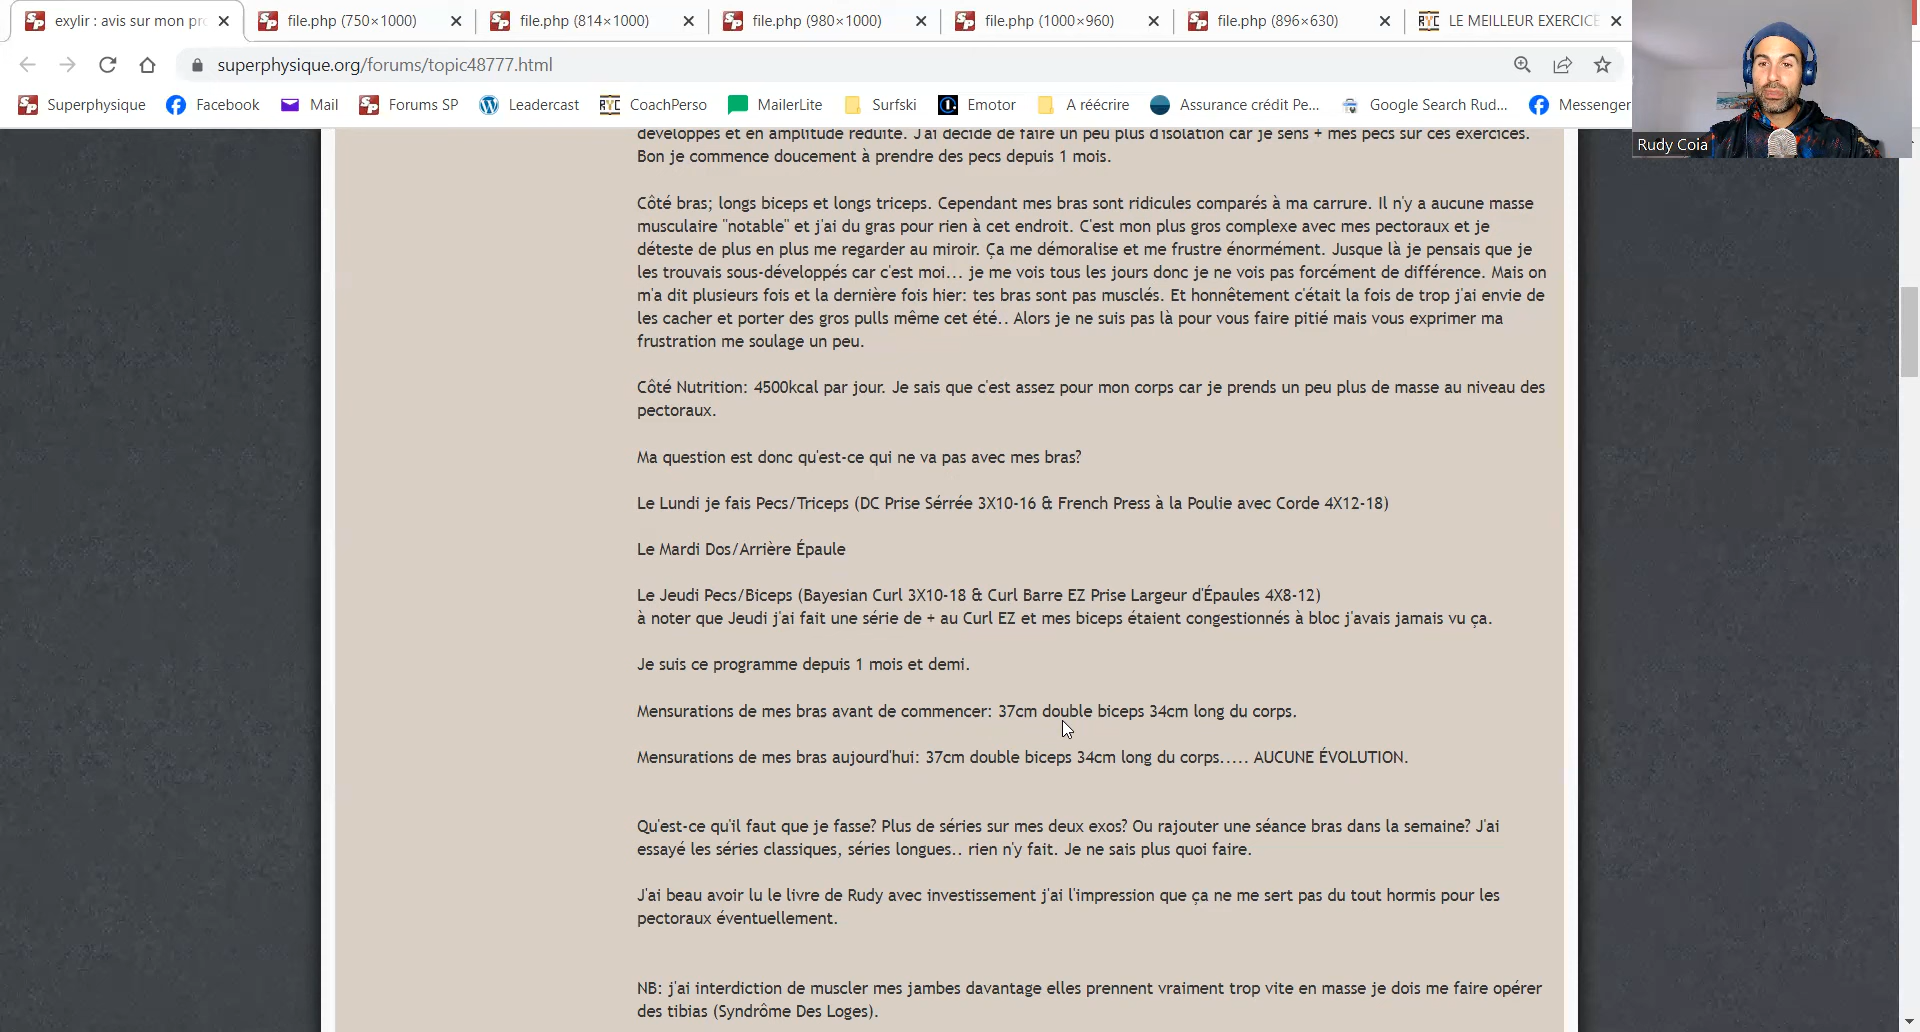 exylir : avis sur mon pr
file.php (750×1000)
file.php (814×1000)
file.php (980×1000)
file.php (1000×960)
file.php (896×630)
RYC LE MEILLEUR EXERCICE
superphysique.org/forums/topic48777.html
Superphysique
Facebook
Mail
Forums SP
Leadercast
RYC CoachPerso
MailerLite
Surfski
Emotor
A réécrire
Assurance crédit Pe...
Google Search Rud...
Messenger
Rudy Coia
développés et en amplitude réduite. J'ai décidé de faire un peu plus d'isolation car je sens + mes pecs sur ces exercices.
Bon je commence doucement à prendre des pecs depuis 1 mois.
Côté bras; longs biceps et longs triceps. Cependant mes bras sont ridicules comparés à ma carrure. Il n'y a aucune masse
musculaire "notable" et j'ai du gras pour rien à cet endroit. C'est mon plus gros complexe avec mes pectoraux et je
déteste de plus en plus me regarder au miroir. Ça me démoralise et me frustre énormément. Jusque là je pensais que je
les trouvais sous-développés car c'est moi... je me vois tous les jours donc je ne vois pas forcément de différence. Mais on
m'a dit plusieurs fois et la dernière fois hier: tes bras sont pas musclés. Et honnêtement c'était la fois de trop j'ai envie de
les cacher et porter des gros pulls même cet été.. Alors je ne suis pas là pour vous faire pitié mais vous exprimer ma
frustration me soulage un peu.
Côté Nutrition: 4500kcal par jour. Je sais que c'est assez pour mon corps car je prends un peu plus de masse au niveau des
pectoraux.
Ma question est donc qu'est-ce qui ne va pas avec mes bras?
Le Lundi je fais Pecs/Triceps (DC Prise Sérrée 3X10-16 & French Press à la Poulie avec Corde 4X12-18)
Le Mardi Dos/Arrière Épaule
Le Jeudi Pecs/Biceps (Bayesian Curl 3X10-18 & Curl Barre EZ Prise Largeur d'Épaules 4X8-12)
à noter que Jeudi j'ai fait une série de + au Curl EZ et mes biceps étaient congestionnés à bloc j'avais jamais vu ça.
Je suis ce programme depuis 1 mois et demi.
Mensurations de mes bras avant de commencer: 37cm double biceps 34cm long du corps.
Mensurations de mes bras aujourd'hui: 37cm double biceps 34cm long du corps..... AUCUNE ÉVOLUTION.
Qu'est-ce qu'il faut que je fasse? Plus de séries sur mes deux exos? Ou rajouter une séance bras dans la semaine? J'ai
essayé les séries classiques, séries longues.. rien n'y fait. Je ne sais plus quoi faire.
J'ai beau avoir lu le livre de Rudy avec investissement j'ai l'impression que ça ne me sert pas du tout hormis pour les
pectoraux éventuellement.
NB: j'ai interdiction de muscler mes jambes davantage elles prennent vraiment trop vite en masse je dois me faire opérer
des tibias (Syndrôme Des Loges).